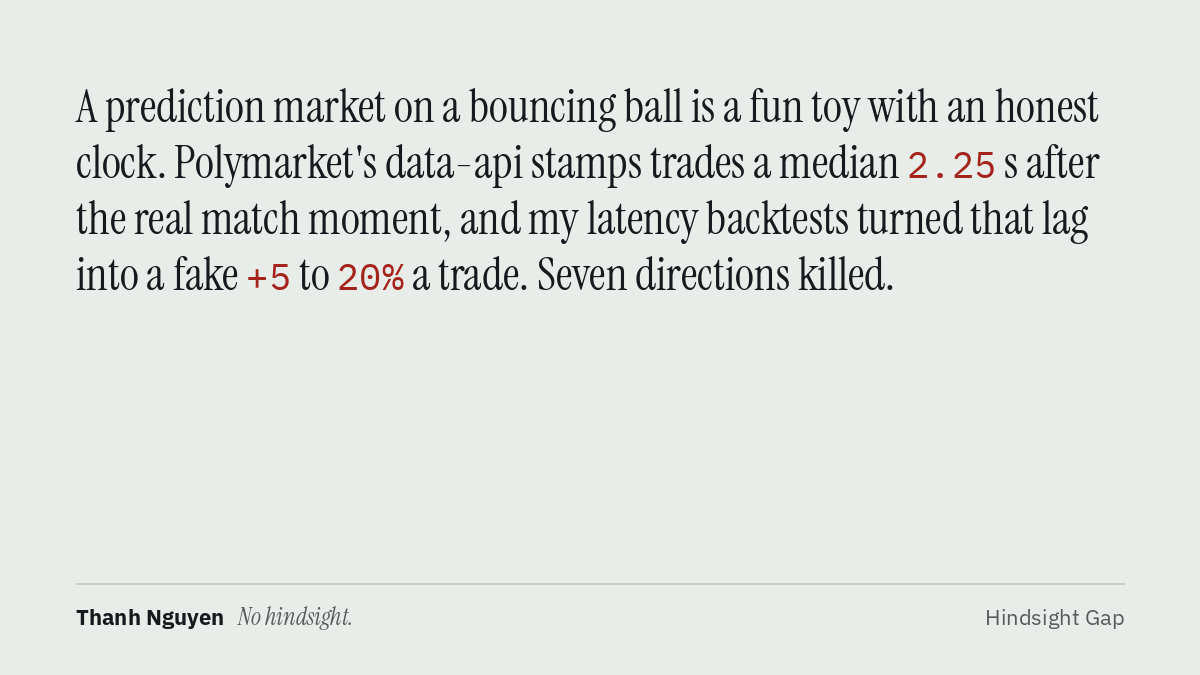 A prediction market on a bouncing ball is a fun toy with an honest
clock. Polymarket's data-api stamps trades a median 2.25 s after
the real match moment, and my latency backtests turned that lag
into a fake +5 to 20% a trade. Seven directions killed.
Thanh Nguyen No hindsight. Hindsight Gap